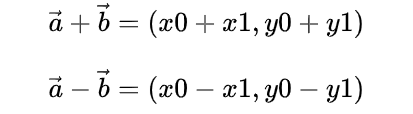 a⃗ + b⃗ = (x0 + x1, y0 + y1)
a⃗ − b⃗ = (x0 − x1, y0 − y1)